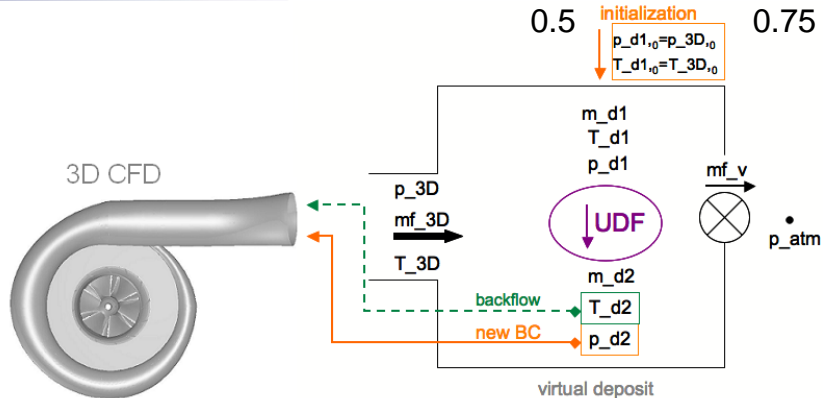 0.5
initialization
0.75
p_d1,₀=p_3D,₀
T_d1,₀=T_3D,₀
m_d1
T_d1
p_d1
3D CFD
p_3D
mf_3D
T_3D
UDF
mf_v
p_atm
m_d2
backflow
T_d2
new BC
p_d2
virtual deposit